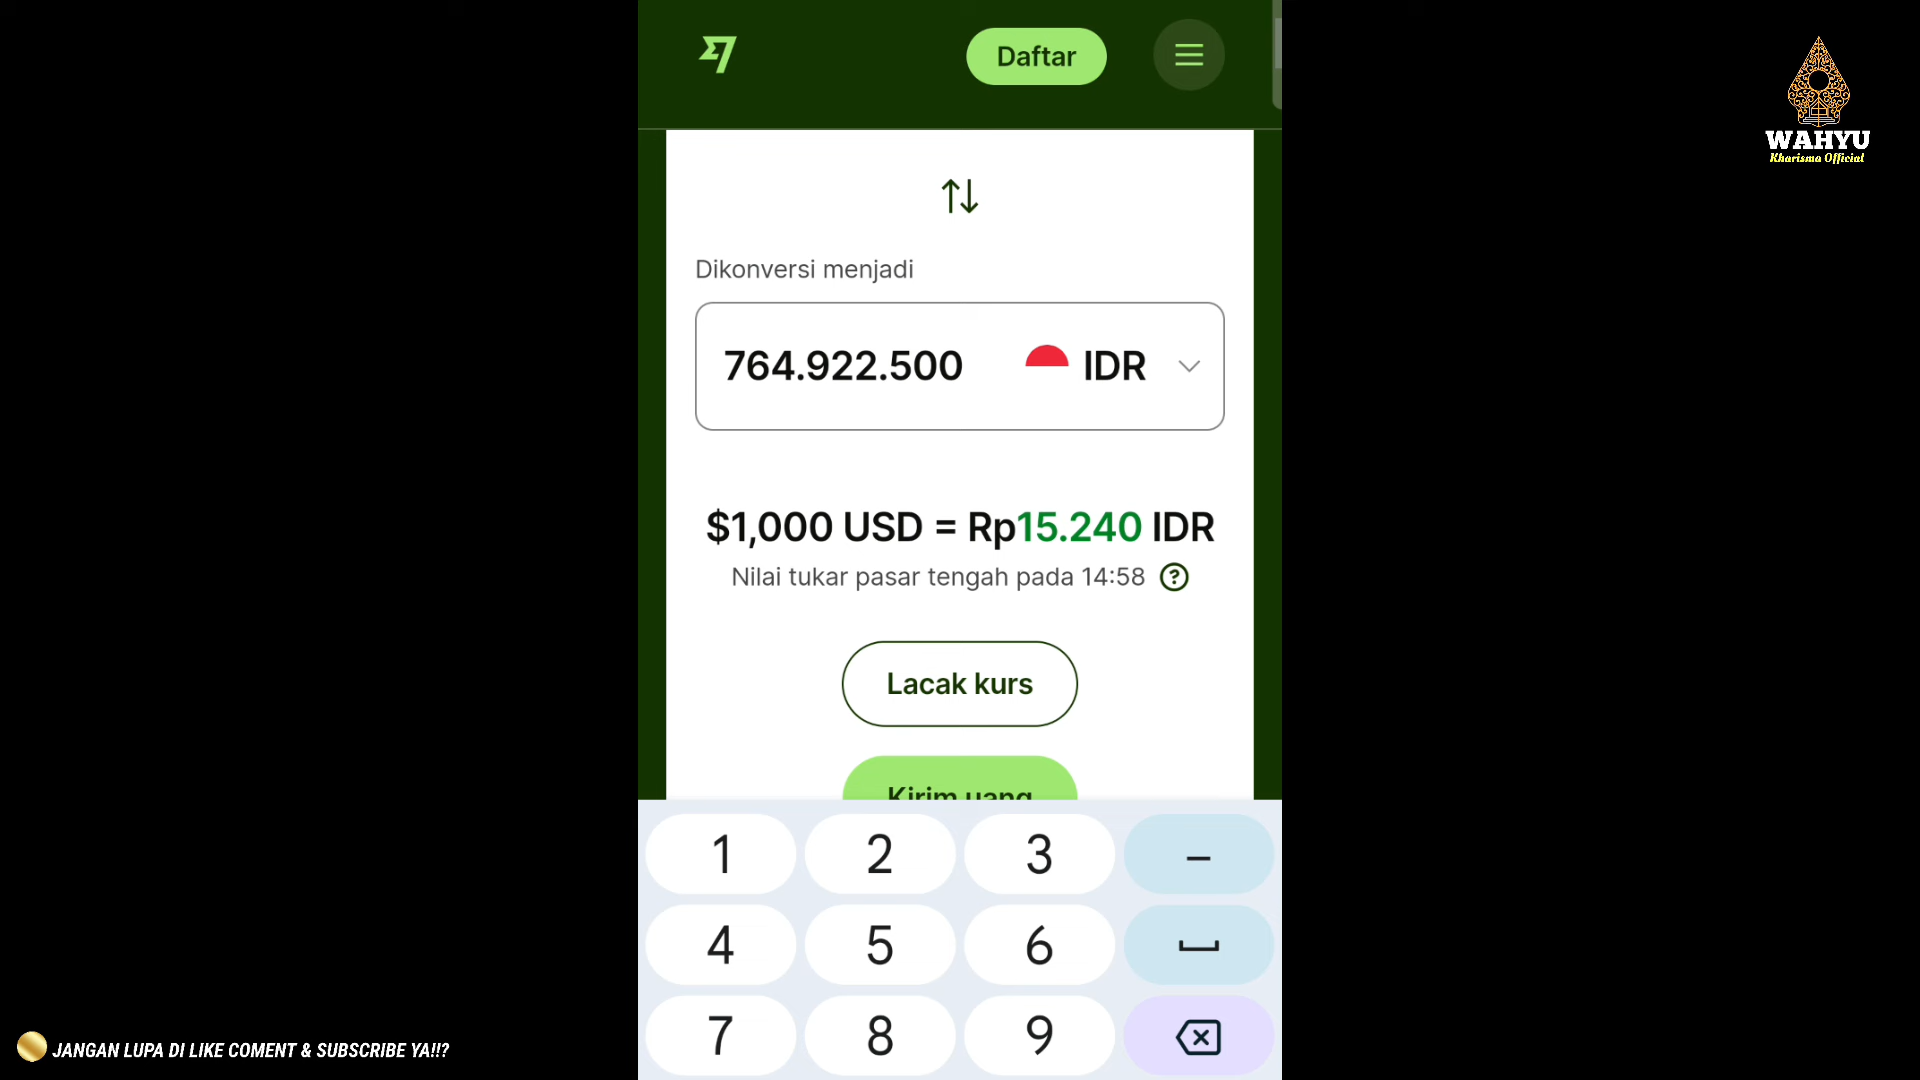 Daftar
WAHYU
Kharisma Official
Dikonversi menjadi
764.922.500 IDR
$1,000 USD = Rp15.240 IDR
Nilai tukar pasar tengah pada 14:58 ?
Lacak kurs
Kirim uang
1 2 3 –
4 5 6
7 8 9
JANGAN LUPA DI LIKE COMENT & SUBSCRIBE YA!!?